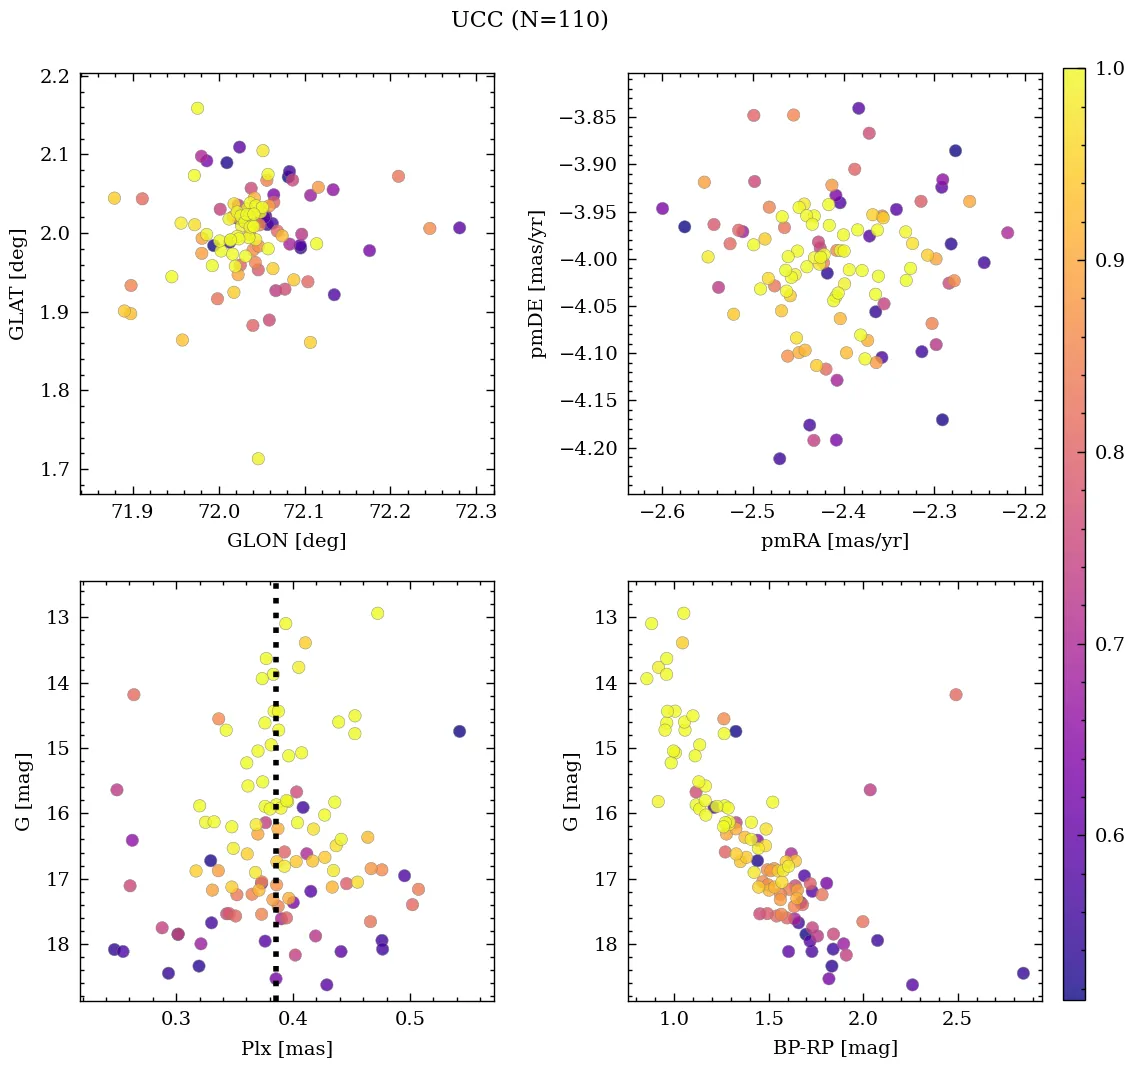 UCC (N=110)
2.2
2.1
2.0
1.9
1.8
1.7
GLAT [deg]
71.9 72.0 72.1 72.2 72.3
GLON [deg]
−3.85
−3.90
−3.95
−4.00
−4.05
−4.10
−4.15
−4.20
pmDE [mas/yr]
−2.6 −2.5 −2.4 −2.3 −2.2
pmRA [mas/yr]
13
14
15
16
17
18
G [mag]
0.3 0.4 0.5
Plx [mas]
13
14
15
16
17
18
G [mag]
1.0 1.5 2.0 2.5
BP-RP [mag]
1.0
0.9
0.8
0.7
0.6